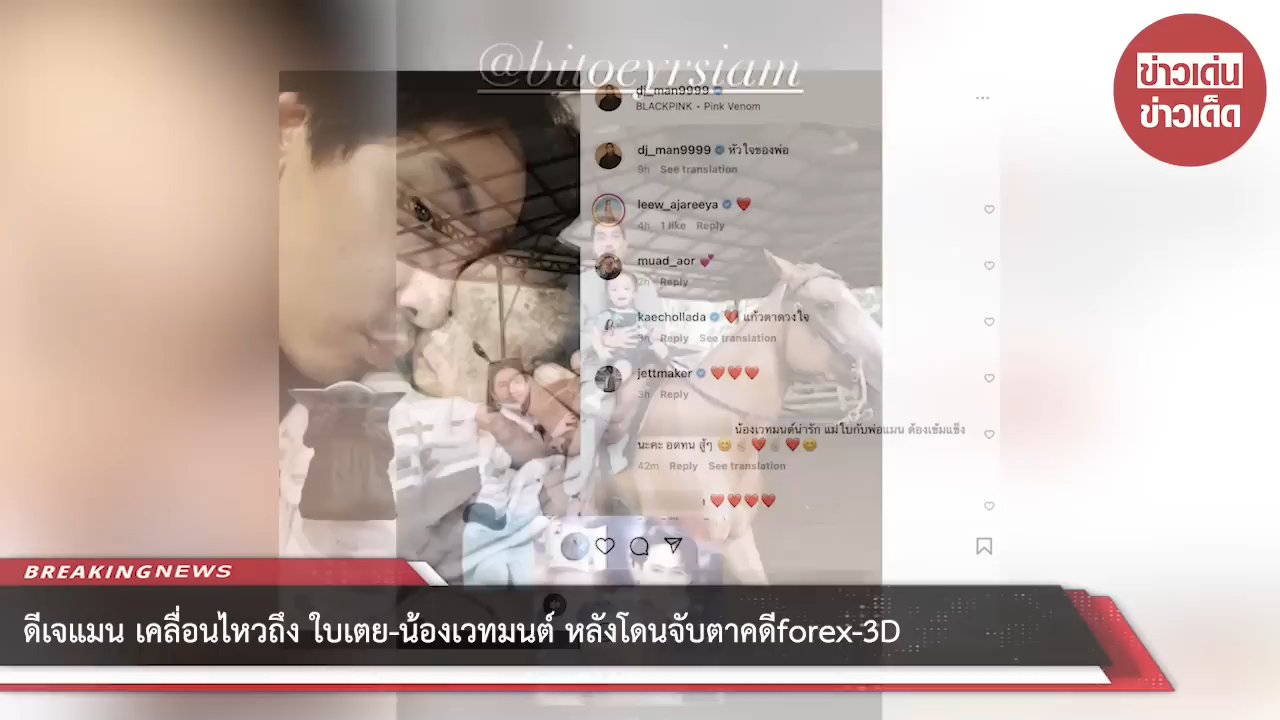 ข่าวเด่น
ข่าวเด็ด
@bitoeyrsiam
dj_man9999
BLACKPINK • Pink Venom
dj_man9999 หัวใจของพ่อ
9h See translation
leew_ajareeya ❤️
4h 1 like Reply
muad_aor 💕
2h Reply
kaechollada ❤️ แก้วตาดวงใจ
3h Reply See translation
jettmaker ❤️❤️❤️
3h Reply
น้องเวทมนต์น่ารัก แม่ใบกับพ่อแมน ต้องเข้มแข็ง
นะคะ อดทน สู้ๆ 😊✌🏻❤️✌🏻❤️😊
42m Reply See translation
❤️❤️❤️❤️
BREAKINGNEWS
ดีเจแมน เคลื่อนไหวถึง ใบเตย-น้องเวทมนต์ หลังโดนจับตาคดีforex-3D